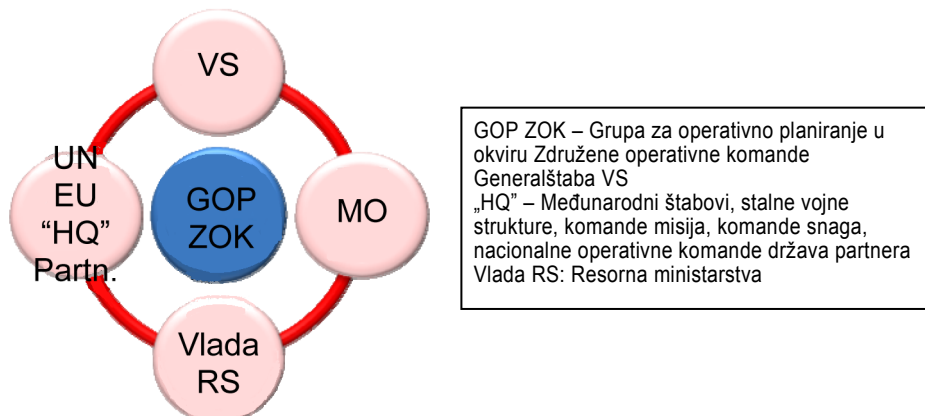 VS
UN
EU
“HQ”
Partn.
GOP
ZOK
MO
Vlada
RS
GOP ZOK – Grupa za operativno planiranje u
okviru Združene operativne komande
Generalštaba VS
„HQ” – Međunarodni štabovi, stalne vojne
strukture, komande misija, komande snaga,
nacionalne operativne komande država partnera
Vlada RS: Resorna ministarstva